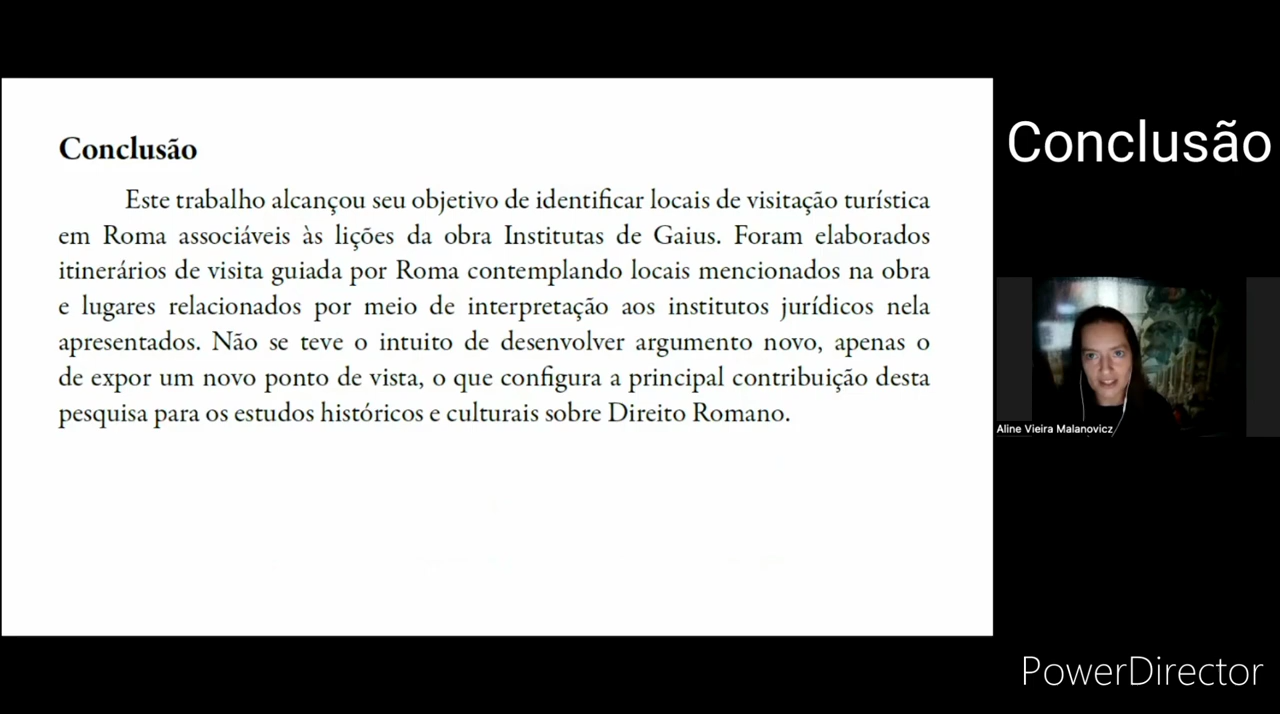 Conclusão
Este trabalho alcançou seu objetivo de identificar locais de visitação turística
em Roma associáveis às lições da obra Institutas de Gaius. Foram elaborados
itinerários de visita guiada por Roma contemplando locais mencionados na obra
e lugares relacionados por meio de interpretação aos institutos jurídicos nela
apresentados. Não se teve o intuito de desenvolver argumento novo, apenas o
de expor um novo ponto de vista, o que configura a principal contribuição desta
pesquisa para os estudos históricos e culturais sobre Direito Romano.
Conclusão
Aline Vieira Malanovicz
PowerDirector